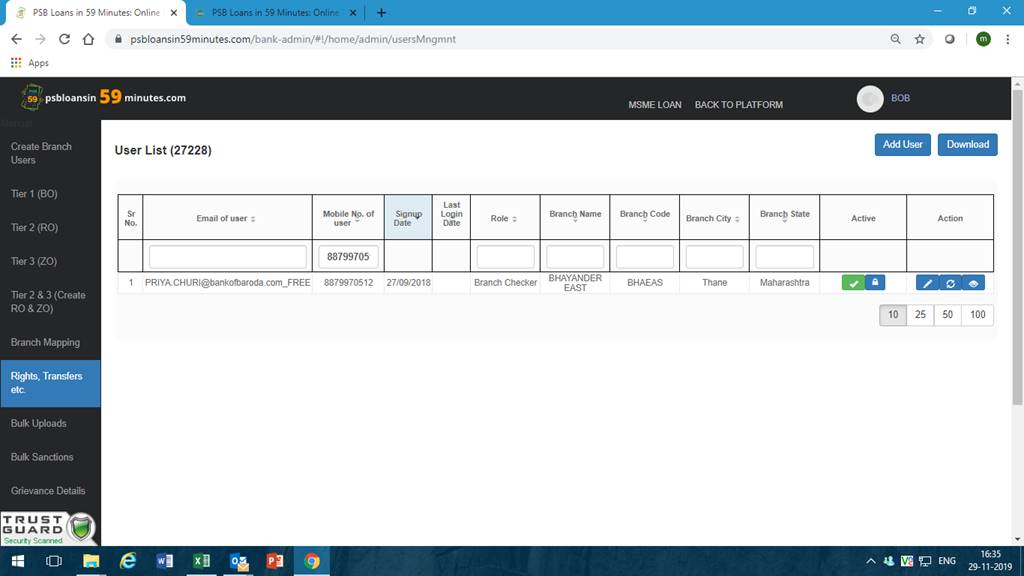 PSB Loans in 59 Minutes: Online
PSB Loans in 59 Minutes: Online
psbloansin59minutes.com/bank-admin/#!/home/admin/usersMngmnt
m
Apps
psbloansin 59 minutes.com
MSME LOAN BACK TO PLATFORM
BOB
Create Branch
Users
Tier 1 (BO)
Tier 2 (RO)
Tier 3 (ZO)
Tier 2 & 3 (Create
RO & ZO)
Branch Mapping
Rights, Transfers
etc.
Bulk Uploads
Bulk Sanctions
Grievance Details
TRUST
GUARD
Security Scanned
User List (27228)
Add User
Download
Sr
No.
Email of user
Mobile No. of
user
Signup
Date
Last
Login
Date
Role
Branch Name
Branch Code
Branch City
Branch State
Active
Action
88799705
1 PRIYA.CHURI@bankofbaroda.com_FREE 8879970512 27/09/2018 Branch Checker BHAYANDER
EAST BHAEAS Thane Maharashtra
10 25 50 100
ENG
16:35
29-11-2019